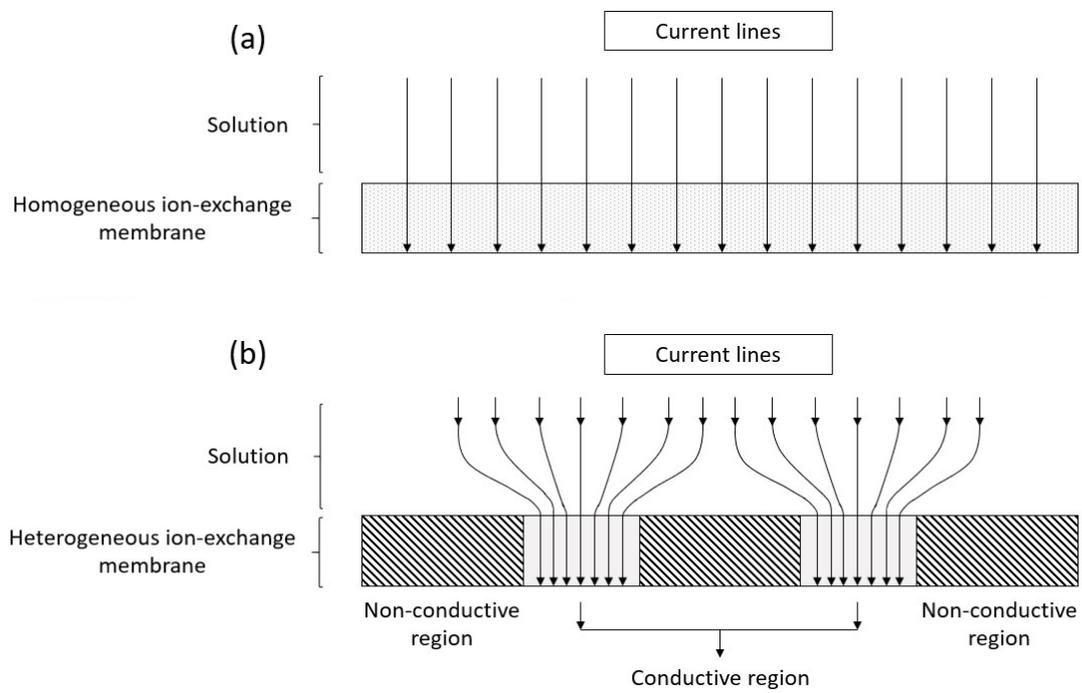 (a)
Current lines
Solution
Homogeneous ion-exchange
membrane
(b)
Current lines
Solution
Heterogeneous ion-exchange
membrane
Non-conductive
region
Non-conductive
region
Conductive region